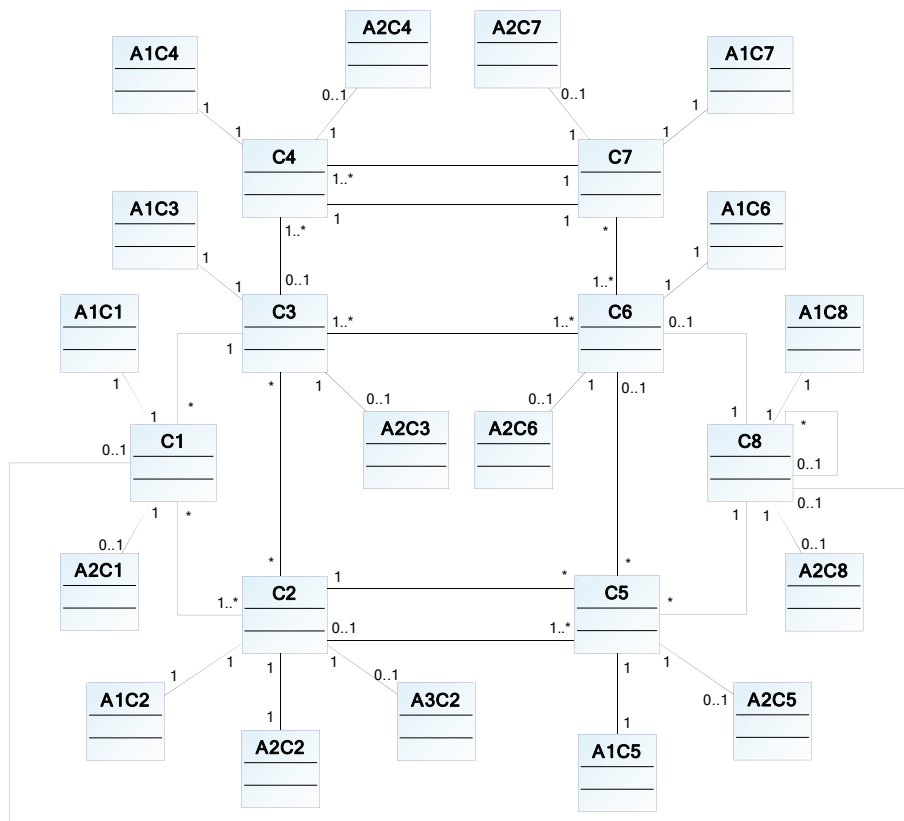 A2C4 A2C7
A1C4 A1C7
0..1 0..1
1 1
1 1 1 1
C4 C7
1..* 1
A1C3 A1C6
1 1
1..* *
1 1
0..1 1..*
1 1
C3 C6
A1C1 A1C8
1..* 1..* 0..1
1
1 1 1 0..1 1
* 0..1 0..1 * 1
1 1 *
A2C3 A2C6
C1 C8
0..1
0..1
0..1
1 * 1 1
0..1 0..1
* *
A2C1 A2C8
1 *
C2 C5
1..* *
0..1 1..*
1 1 1 1 1
1 0..1
A1C2 A3C2 0..1 A2C5
1 1
A2C2 A1C5